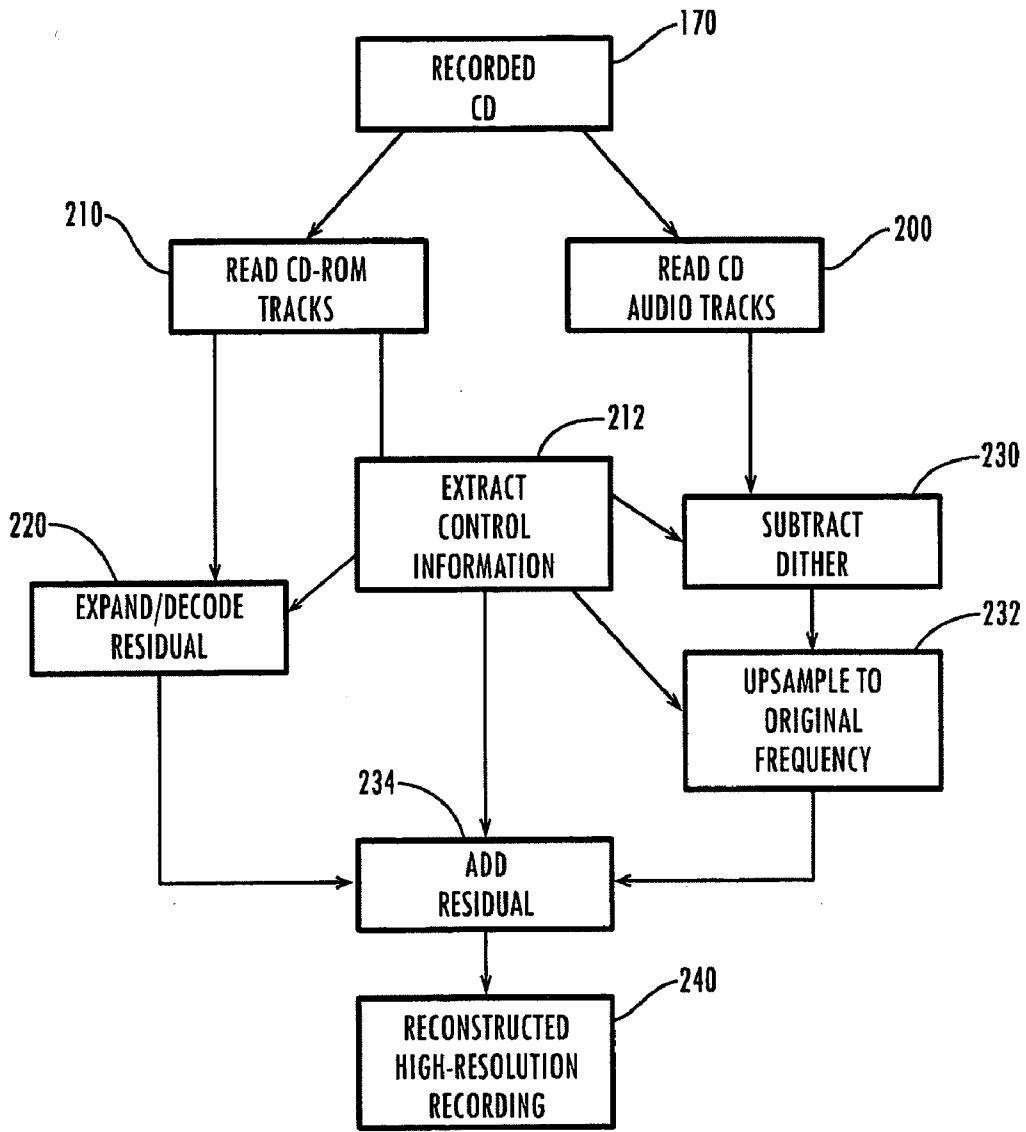 170
RECORDED
CD
210
READ CD-ROM
TRACKS
200
READ CD
AUDIO TRACKS
212
EXTRACT
CONTROL
INFORMATION
230
SUBTRACT
DITHER
220
EXPAND/DECODE
RESIDUAL
232
UPSAMPLE TO
ORIGINAL
FREQUENCY
234
ADD
RESIDUAL
240
RECONSTRUCTED
HIGH-RESOLUTION
RECORDING